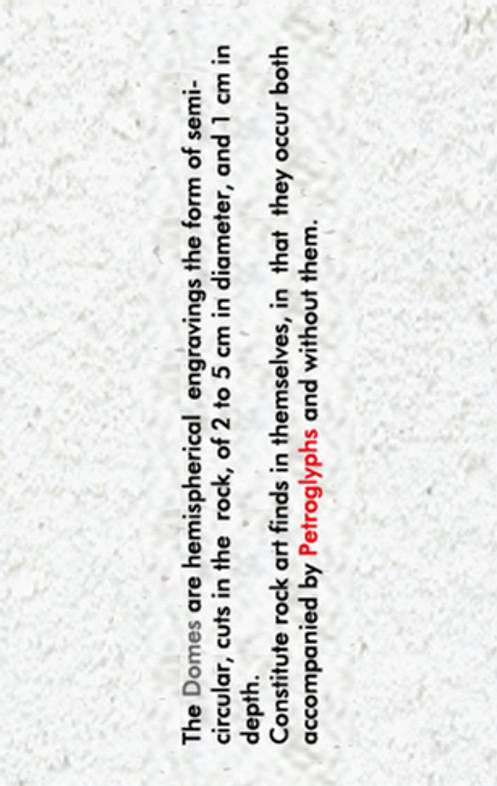 The Domes are hemispherical engravings the form of semi-
circular, cuts in the rock, of 2 to 5 cm in diameter, and 1 cm in
depth.
Constitute rock art finds in themselves, in that they occur both
accompanied by Petroglyphs and without them.